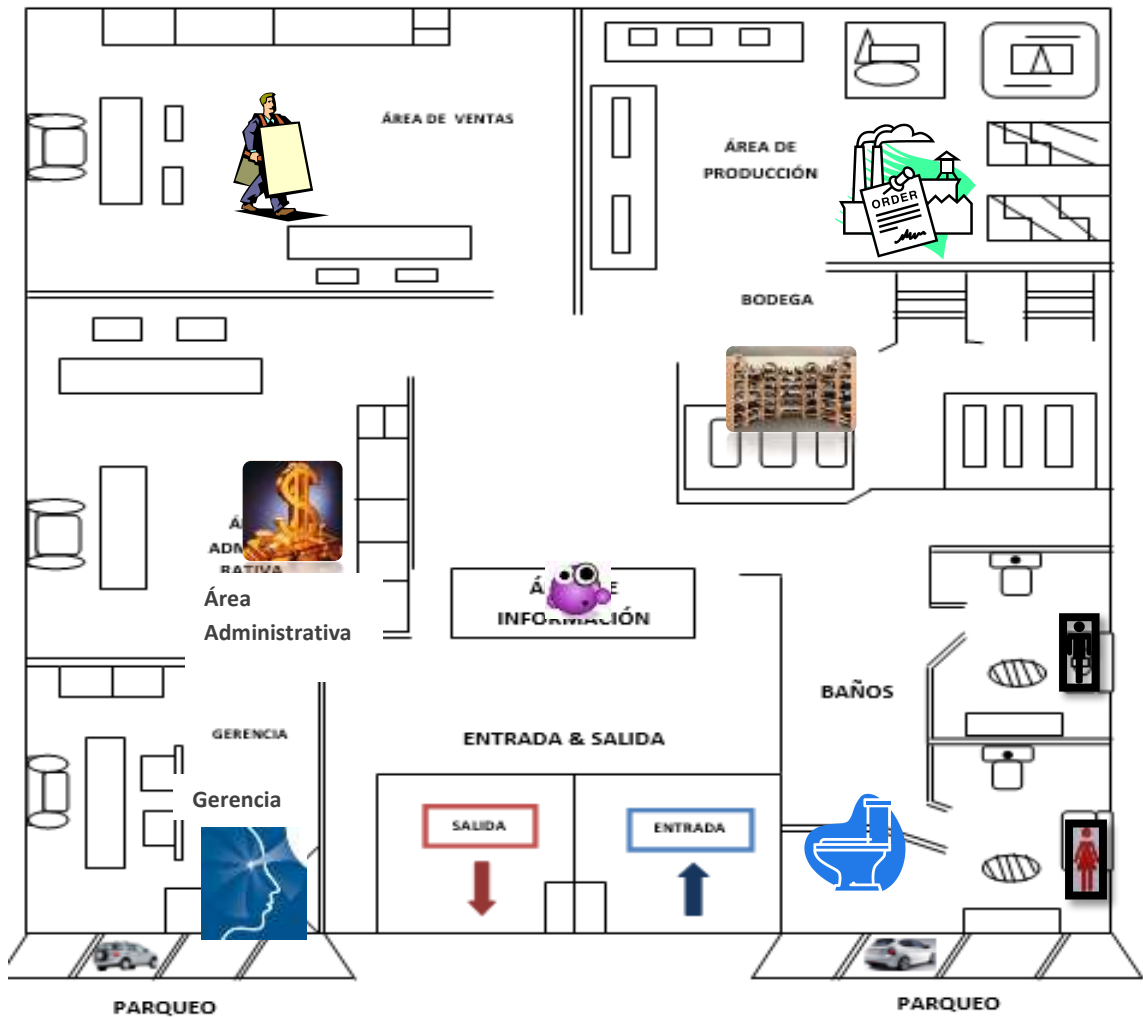 ÁREA DE VENTAS
ÁREA DE
PRODUCCIÓN
ORDER
BODEGA
RATIVA
Área
Administrativa
INFORMACIÓN
BAÑOS
GERENCIA
ENTRADA & SALIDA
Gerencia
SALIDA
ENTRADA
PARQUEO
PARQUEO